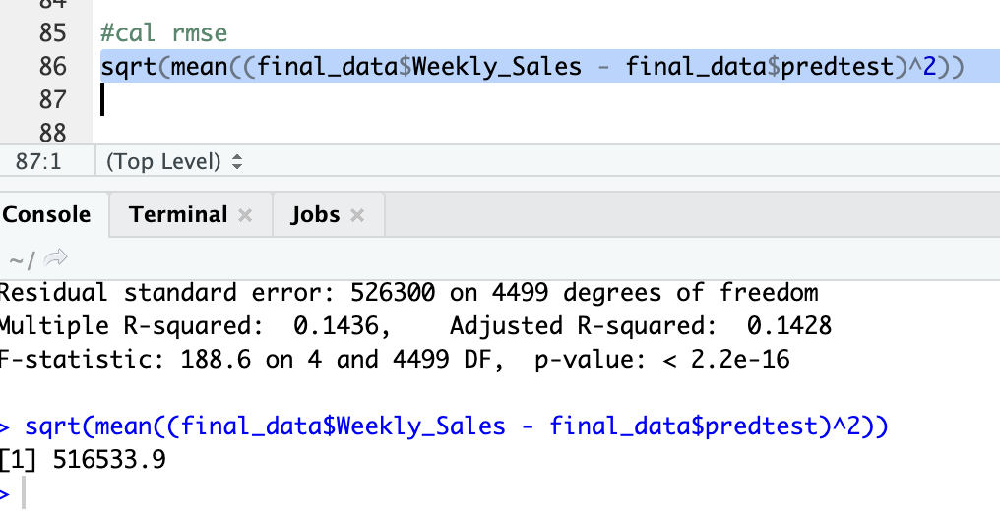 84
85 #cal rmse
86 sqrt(mean((final_data$Weekly_Sales - final_data$predtest)^2))
87
88
87:1 (Top Level)
Console Terminal Jobs
~/
Residual standard error: 526300 on 4499 degrees of freedom
Multiple R-squared:  0.1436,    Adjusted R-squared:  0.1428
F-statistic: 188.6 on 4 and 4499 DF,  p-value: < 2.2e-16
> sqrt(mean((final_data$Weekly_Sales - final_data$predtest)^2))
[1] 516533.9
>